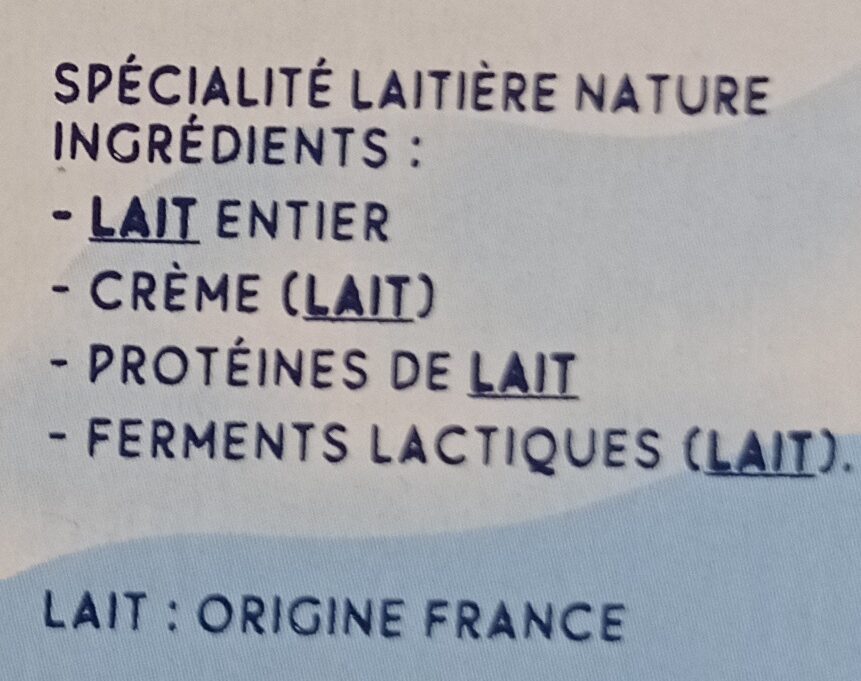 SPÉCIALITÉ LAITIÈRE NATURE
INGRÉDIENTS :
- LAIT ENTIER
- CRÈME (LAIT)
- PROTÉINES DE LAIT
- FERMENTS LACTIQUES (LAIT).
LAIT : ORIGINE FRANCE